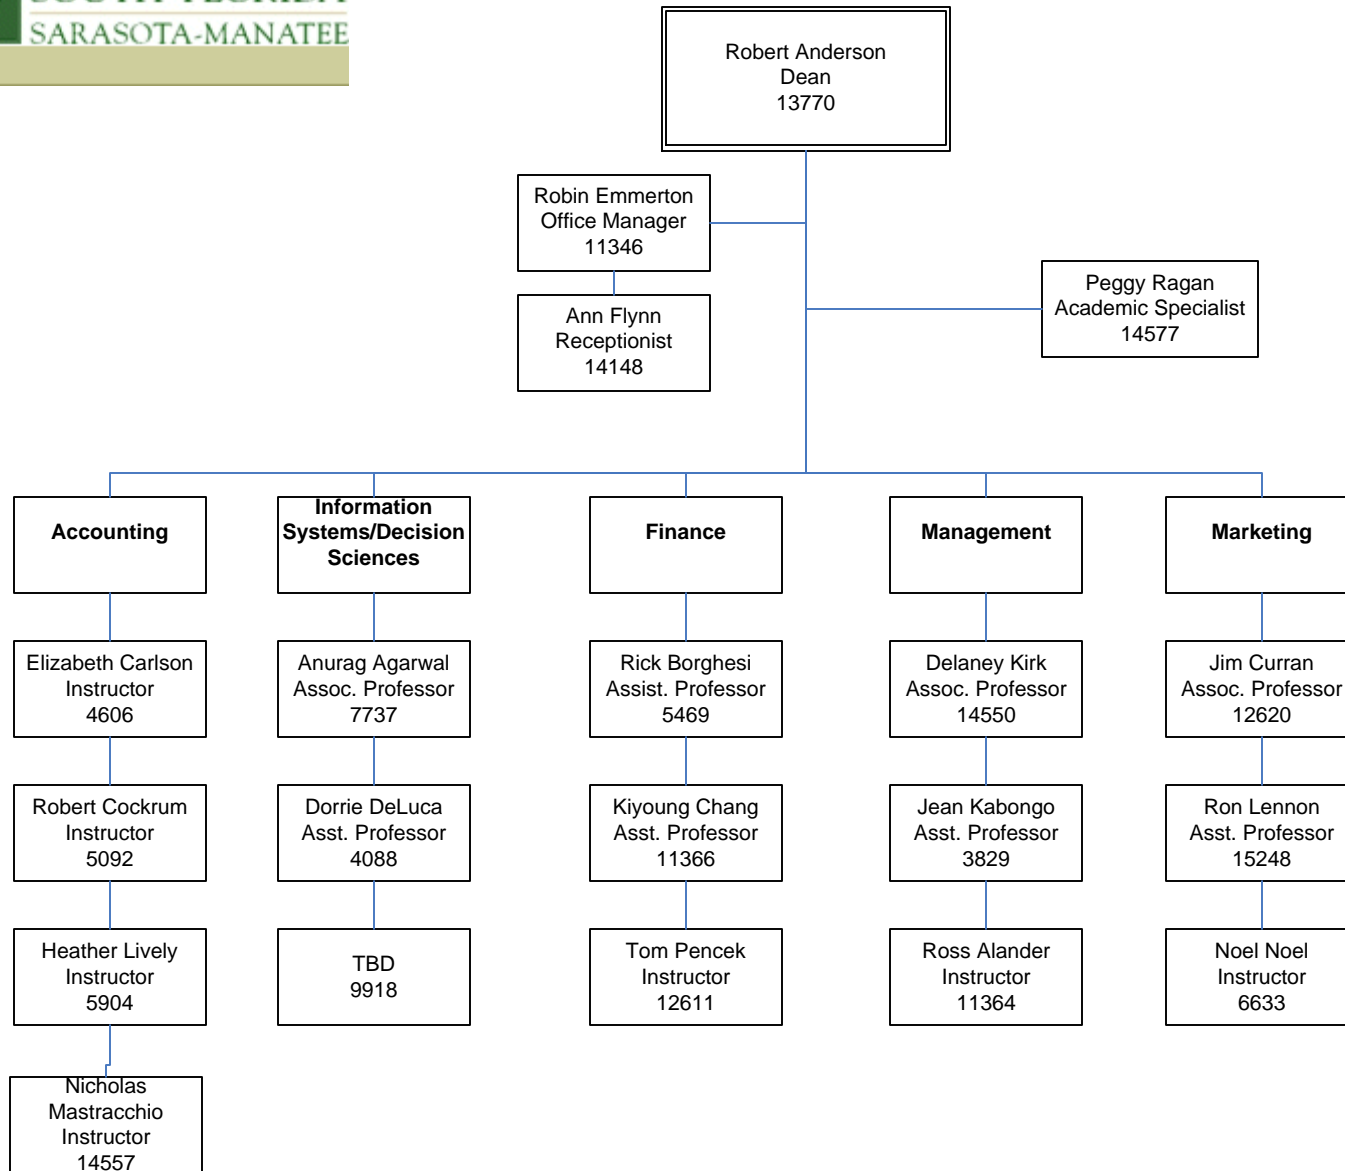 SOUTH FLORIDA
SARASOTA-MANATEE
Robert Anderson
Dean
13770
Robin Emmerton
Office Manager
11346
Ann Flynn
Receptionist
14148
Peggy Ragan
Academic Specialist
14577
Accounting
Information
Systems/Decision
Sciences
Finance
Management
Marketing
Elizabeth Carlson
Instructor
4606
Anurag Agarwal
Assoc. Professor
7737
Rick Borghesi
Assist. Professor
5469
Delaney Kirk
Assoc. Professor
14550
Jim Curran
Assoc. Professor
12620
Robert Cockrum
Instructor
5092
Dorrie DeLuca
Asst. Professor
4088
Kiyoung Chang
Asst. Professor
11366
Jean Kabongo
Asst. Professor
3829
Ron Lennon
Asst. Professor
15248
Heather Lively
Instructor
5904
TBD
9918
Tom Pencek
Instructor
12611
Ross Alander
Instructor
11364
Noel Noel
Instructor
6633
Nicholas
Mastracchio
Instructor
14557